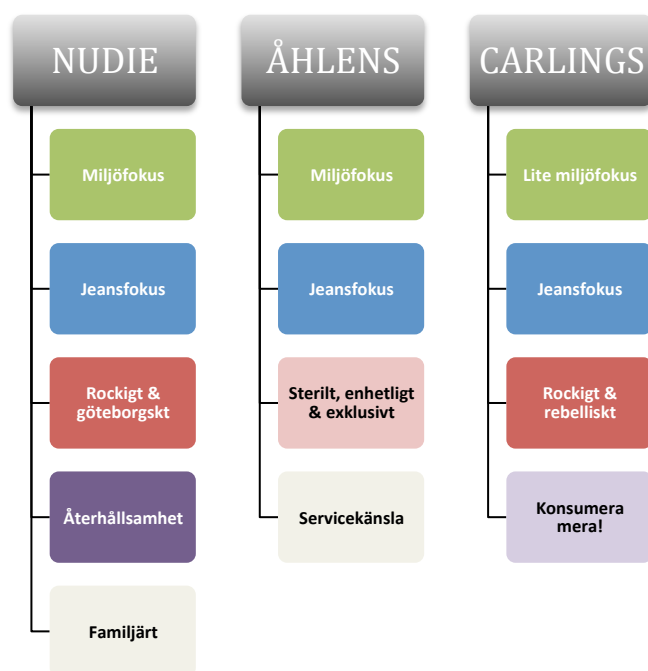 NUDIE
Miljöfokus
Jeansfokus
Rockigt &
göteborgskt
Återhållsamhet
Familjärt
ÅHLENS
Miljöfokus
Jeansfokus
Sterilt, enhetligt
& exklusivt
Servicekänsla
CARLINGS
Lite miljöfokus
Jeansfokus
Rockigt &
rebelliskt
Konsumera
mera!